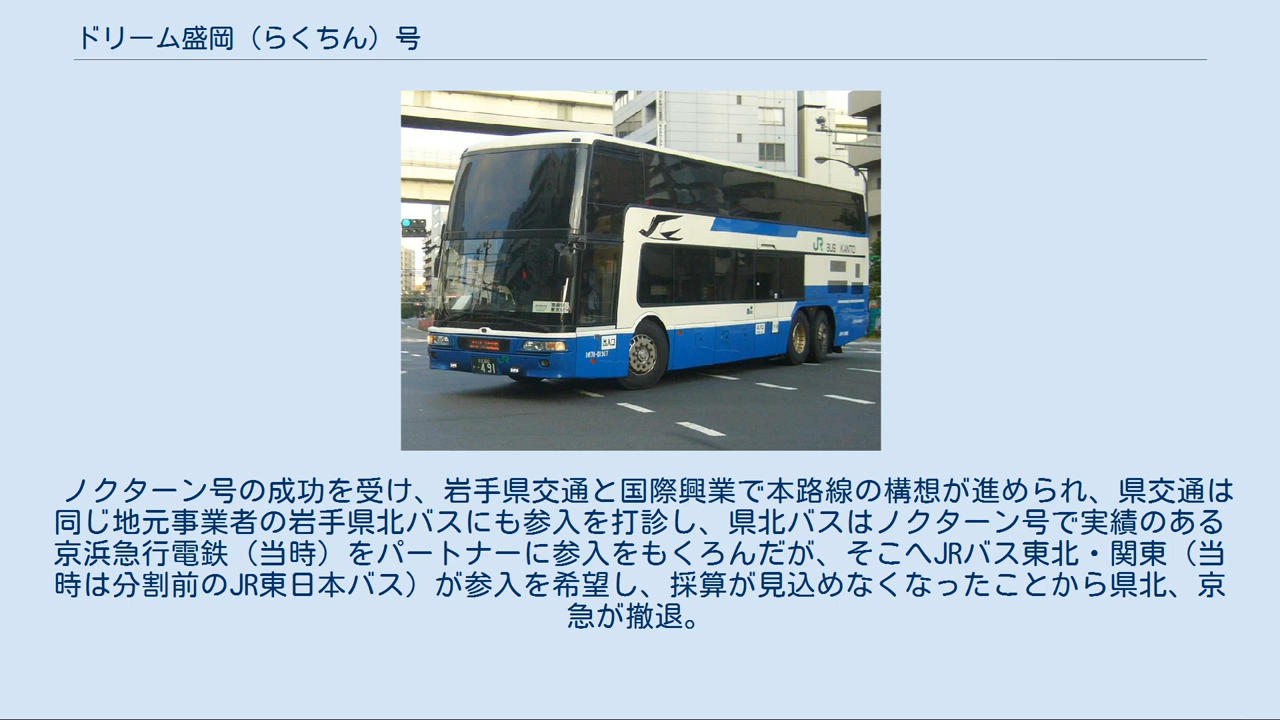 ドリーム盛岡（らくちん）号
JR BUS KANTO
出入口
・491
ノクターン号の成功を受け、岩手県交通と国際興業で本路線の構想が進められ、県交通は
同じ地元事業者の岩手県北バスにも参入を打診し、県北バスはノクターン号で実績のある
京浜急行電鉄（当時）をパートナーに参入をもくろんだが、そこへJRバス東北・関東（当
時は分割前のJR東日本バス）が参入を希望し、採算が見込めなくなったことから県北、京
急が撤退。